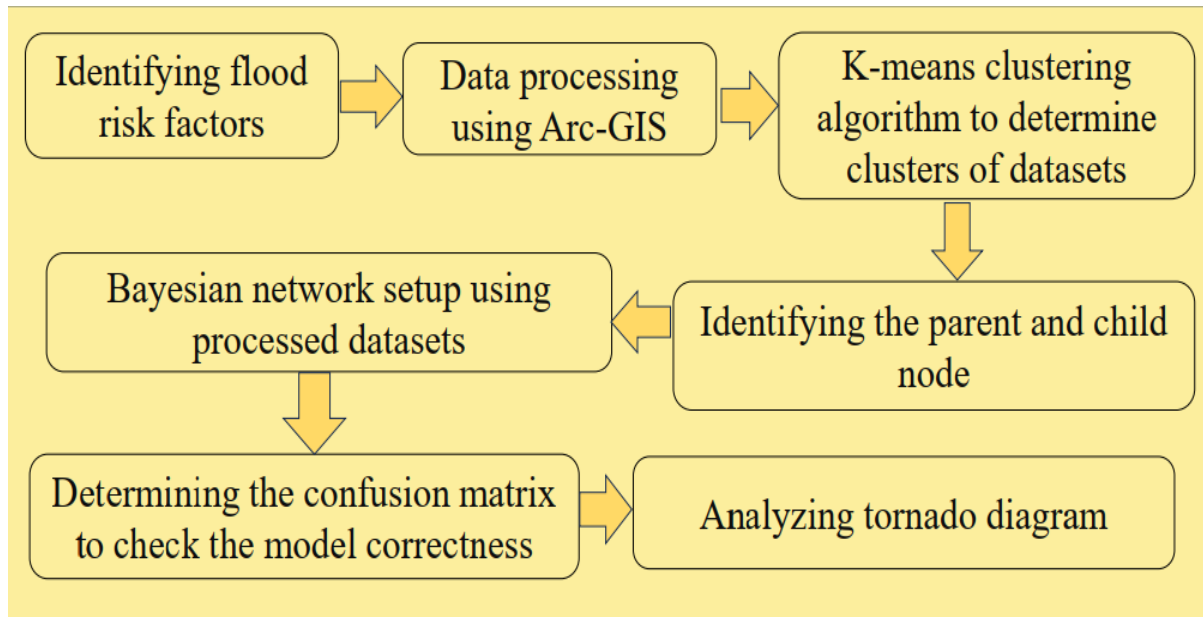 Identifying flood
risk factors
Data processing
using Arc-GIS
K-means clustering
algorithm to determine
clusters of datasets
Identifying the parent and child
node
Bayesian network setup using
processed datasets
Determining the confusion matrix
to check the model correctness
Analyzing tornado diagram